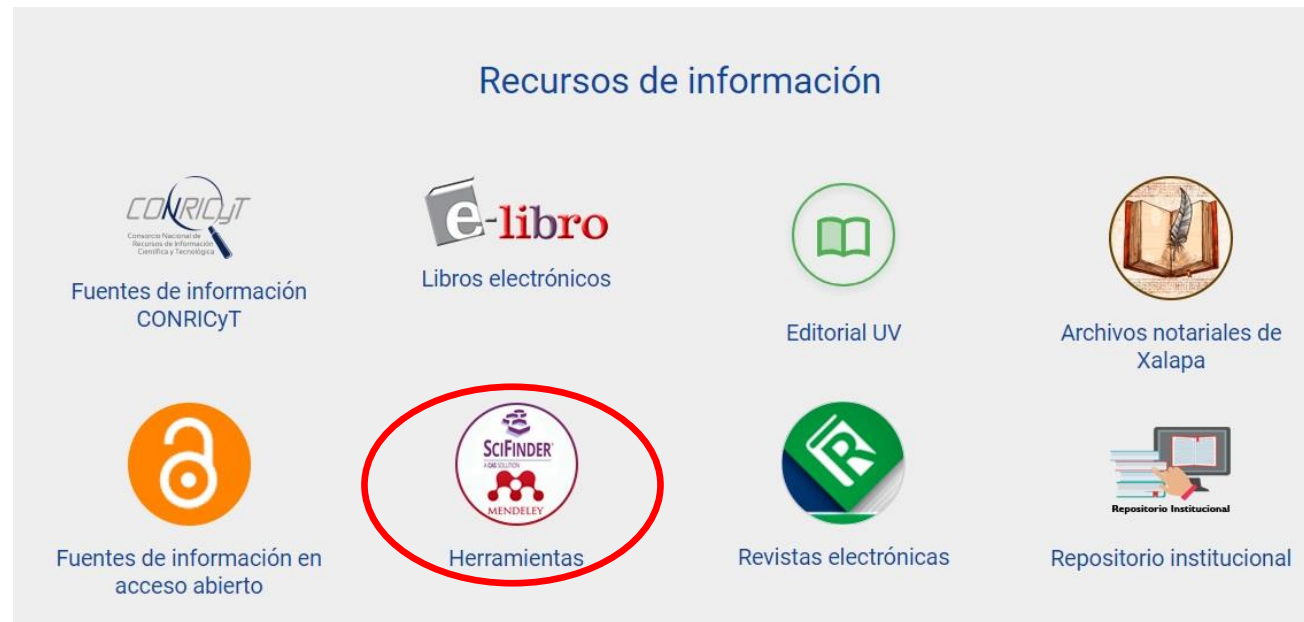 Recursos de información
CONRICyT
Consorcio Nacional de
Recursos de Información
Científica y Tecnológica
Fuentes de información
CONRICyT
e-libro
Libros electrónicos
Editorial UV
Archivos notariales de
Xalapa
Fuentes de información en
acceso abierto
SCIFINDER®
A CAS SOLUTION
MENDELEY
Herramientas
R
Revistas electrónicas
Repositorio Institucional
Repositorio institucional